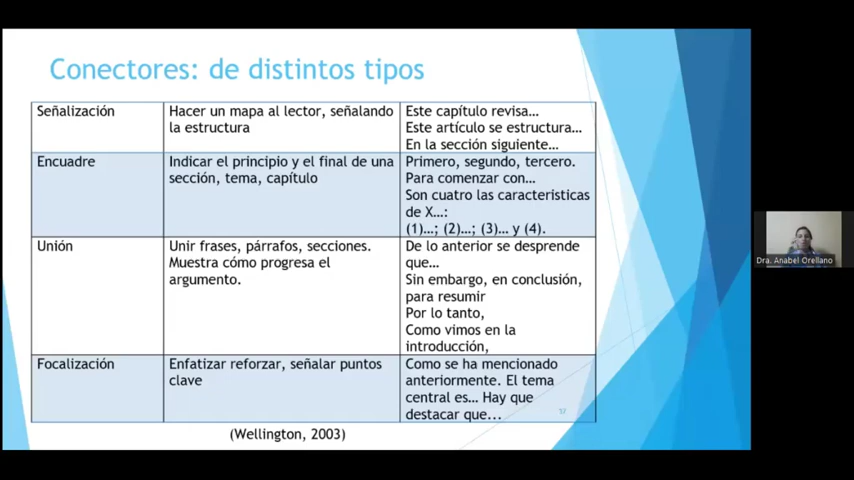 Conectores: de distintos tipos
Señalización
Hacer un mapa al lector, señalando
la estructura
Este capítulo revisa…
Este artículo se estructura…
En la sección siguiente…
Encuadre
Indicar el principio y el final de una
sección, tema, capítulo
Primero, segundo, tercero.
Para comenzar con…
Son cuatro las caracteristicas
de X…:
(1)…; (2)…; (3)… y (4).
Unión
Unir frases, párrafos, secciones.
Muestra cómo progresa el
argumento.
De lo anterior se desprende
que…
Sin embargo, en conclusión,
para resumir
Por lo tanto,
Como vimos en la
introducción,
Focalización
Enfatizar reforzar, señalar puntos
clave
Como se ha mencionado
anteriormente. El tema
central es… Hay que
destacar que...
57
(Wellington, 2003)
Dra. Anabel Orellano